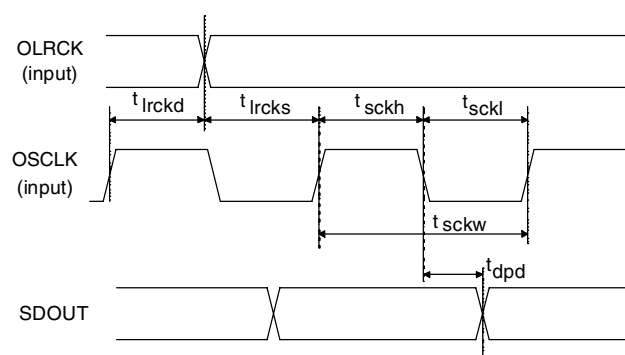 OLRCK
(input)
t lrckd
t lrcks
t sckh
t sckl
OSCLK
(input)
t sckw
t dpd
SDOUT